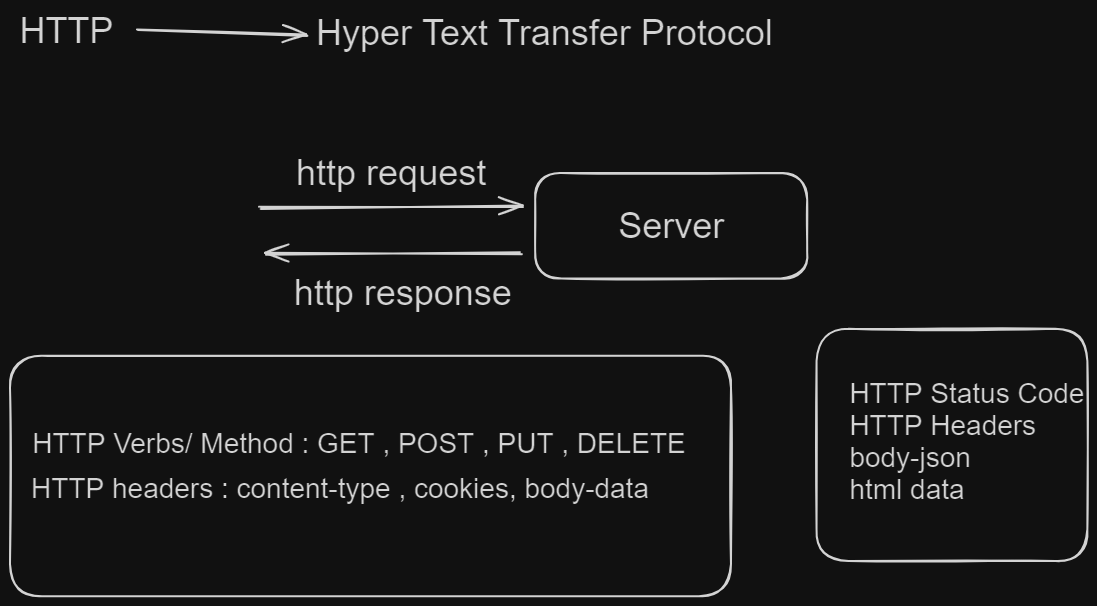 HTTP
Hyper Text Transfer Protocol
http request
Server
http response
HTTP Verbs/ Method : GET , POST , PUT , DELETE
HTTP headers : content-type , cookies, body-data
HTTP Status Code
HTTP Headers
body-json
html data